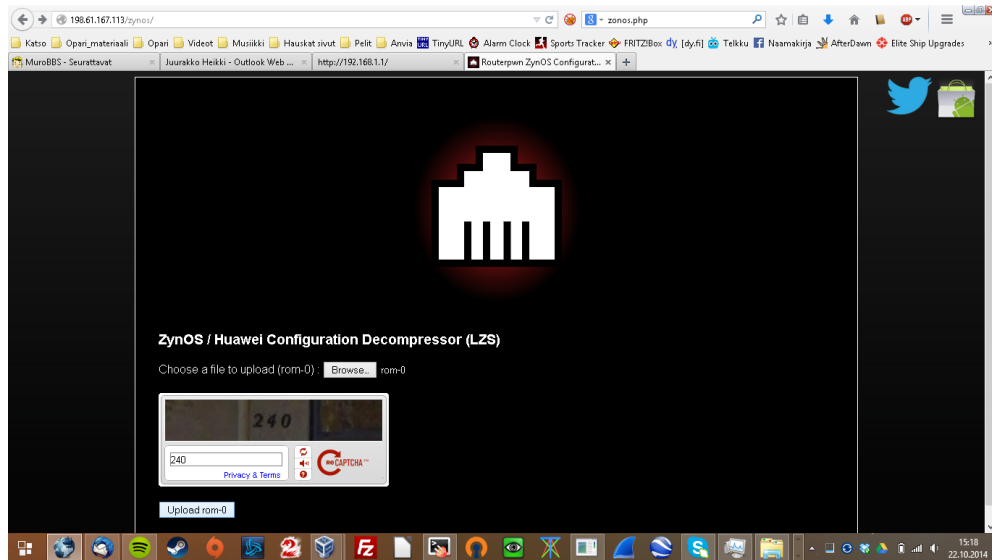 198.61.167.113/zynos/
8 zonos.php
Katso Opari_materiaali Opari Videot Musiikki Hauskat sivut Pelit Anvia TinyURL Alarm Clock Sports Tracker FRITZ!Box dy, [dy.fi] Telkku Naamakirja AfterDawn Elite Ship Upgrades
MuroBBS - Seurattavat Juurakko Heikki - Outlook Web ... http://192.168.1.1/ Routerpwn ZynOS Configurat... +
ZynOS / Huawei Configuration Decompressor (LZS)
Choose a file to upload (rom-0) : Browse... rom-0
240
240
Privacy & Terms
reCAPTCHA™
Upload rom-0
15:18
22.10.2014